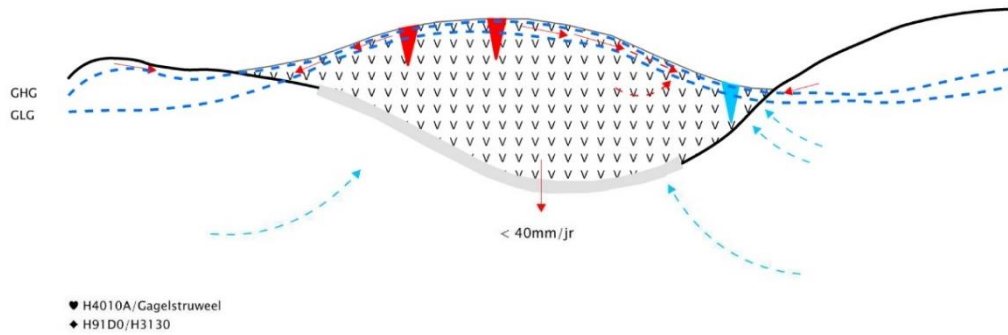 GHG
GLG
< 40mm/jr
♥ H4010A/Gagelstruweel
◆ H91D0/H3130